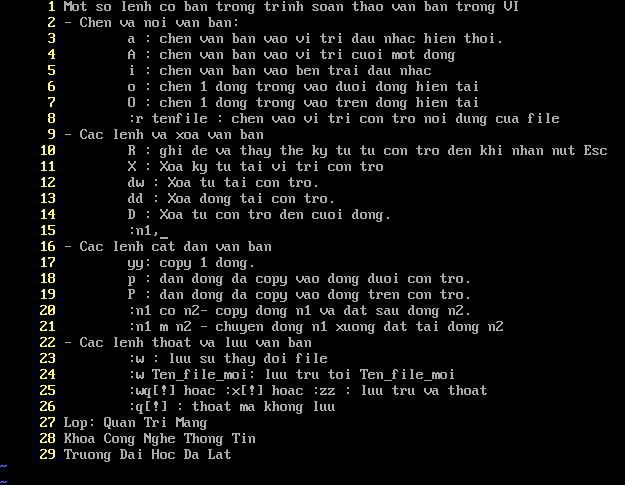 1 Mot so lenh co ban trong trinh soan thao van ban trong VI
2 - Chen va noi van ban:
3 a : chen van ban vao vi tri dau nhac hien thoi.
4 A : chen van ban vao vi tri cuoi mot dong
5 i : chen van ban vao ben trai dau nhac
6 o : chen 1 dong trong vao duoi dong hien tai
7 O : chen 1 dong trong vao tren dong hien tai
8 :r tenfile : chen vao vi tri con tro noi dung cua file
9 - Cac lenh va xoa van ban
10 R : ghi de va thay the ky tu tu con tro den khi nhan nut Esc
11 X : Xoa ky tu tai vi tri con tro
12 dw : Xoa tu tai con tro.
13 dd : Xoa dong tai con tro.
14 D : Xoa tu con tro den cuoi dong.
15 :n1,_
16 - Cac lenh cat dan van ban
17 yy: copy 1 dong.
18 p : dan dong da copy vao dong duoi con tro.
19 P : dan dong da copy vao dong tren con tro.
20 :n1 co n2- copy dong n1 va dat sau dong n2.
21 :n1 m n2 - chuyen dong n1 xuong dat tai dong n2
22 - Cac lenh thoat va luu van ban
23 :w : luu su thay doi file
24 :w Ten_file_moi: luu tru toi Ten_file_moi
25 :wq[!] hoac :x[!] hoac :zz : luu tru va thoat
26 :q[!] : thoat ma khong luu
27 Lop: Quan Tri Mang
28 Khoa Cong Nghe Thong Tin
29 Truong Dai Hoc Da Lat
~
~